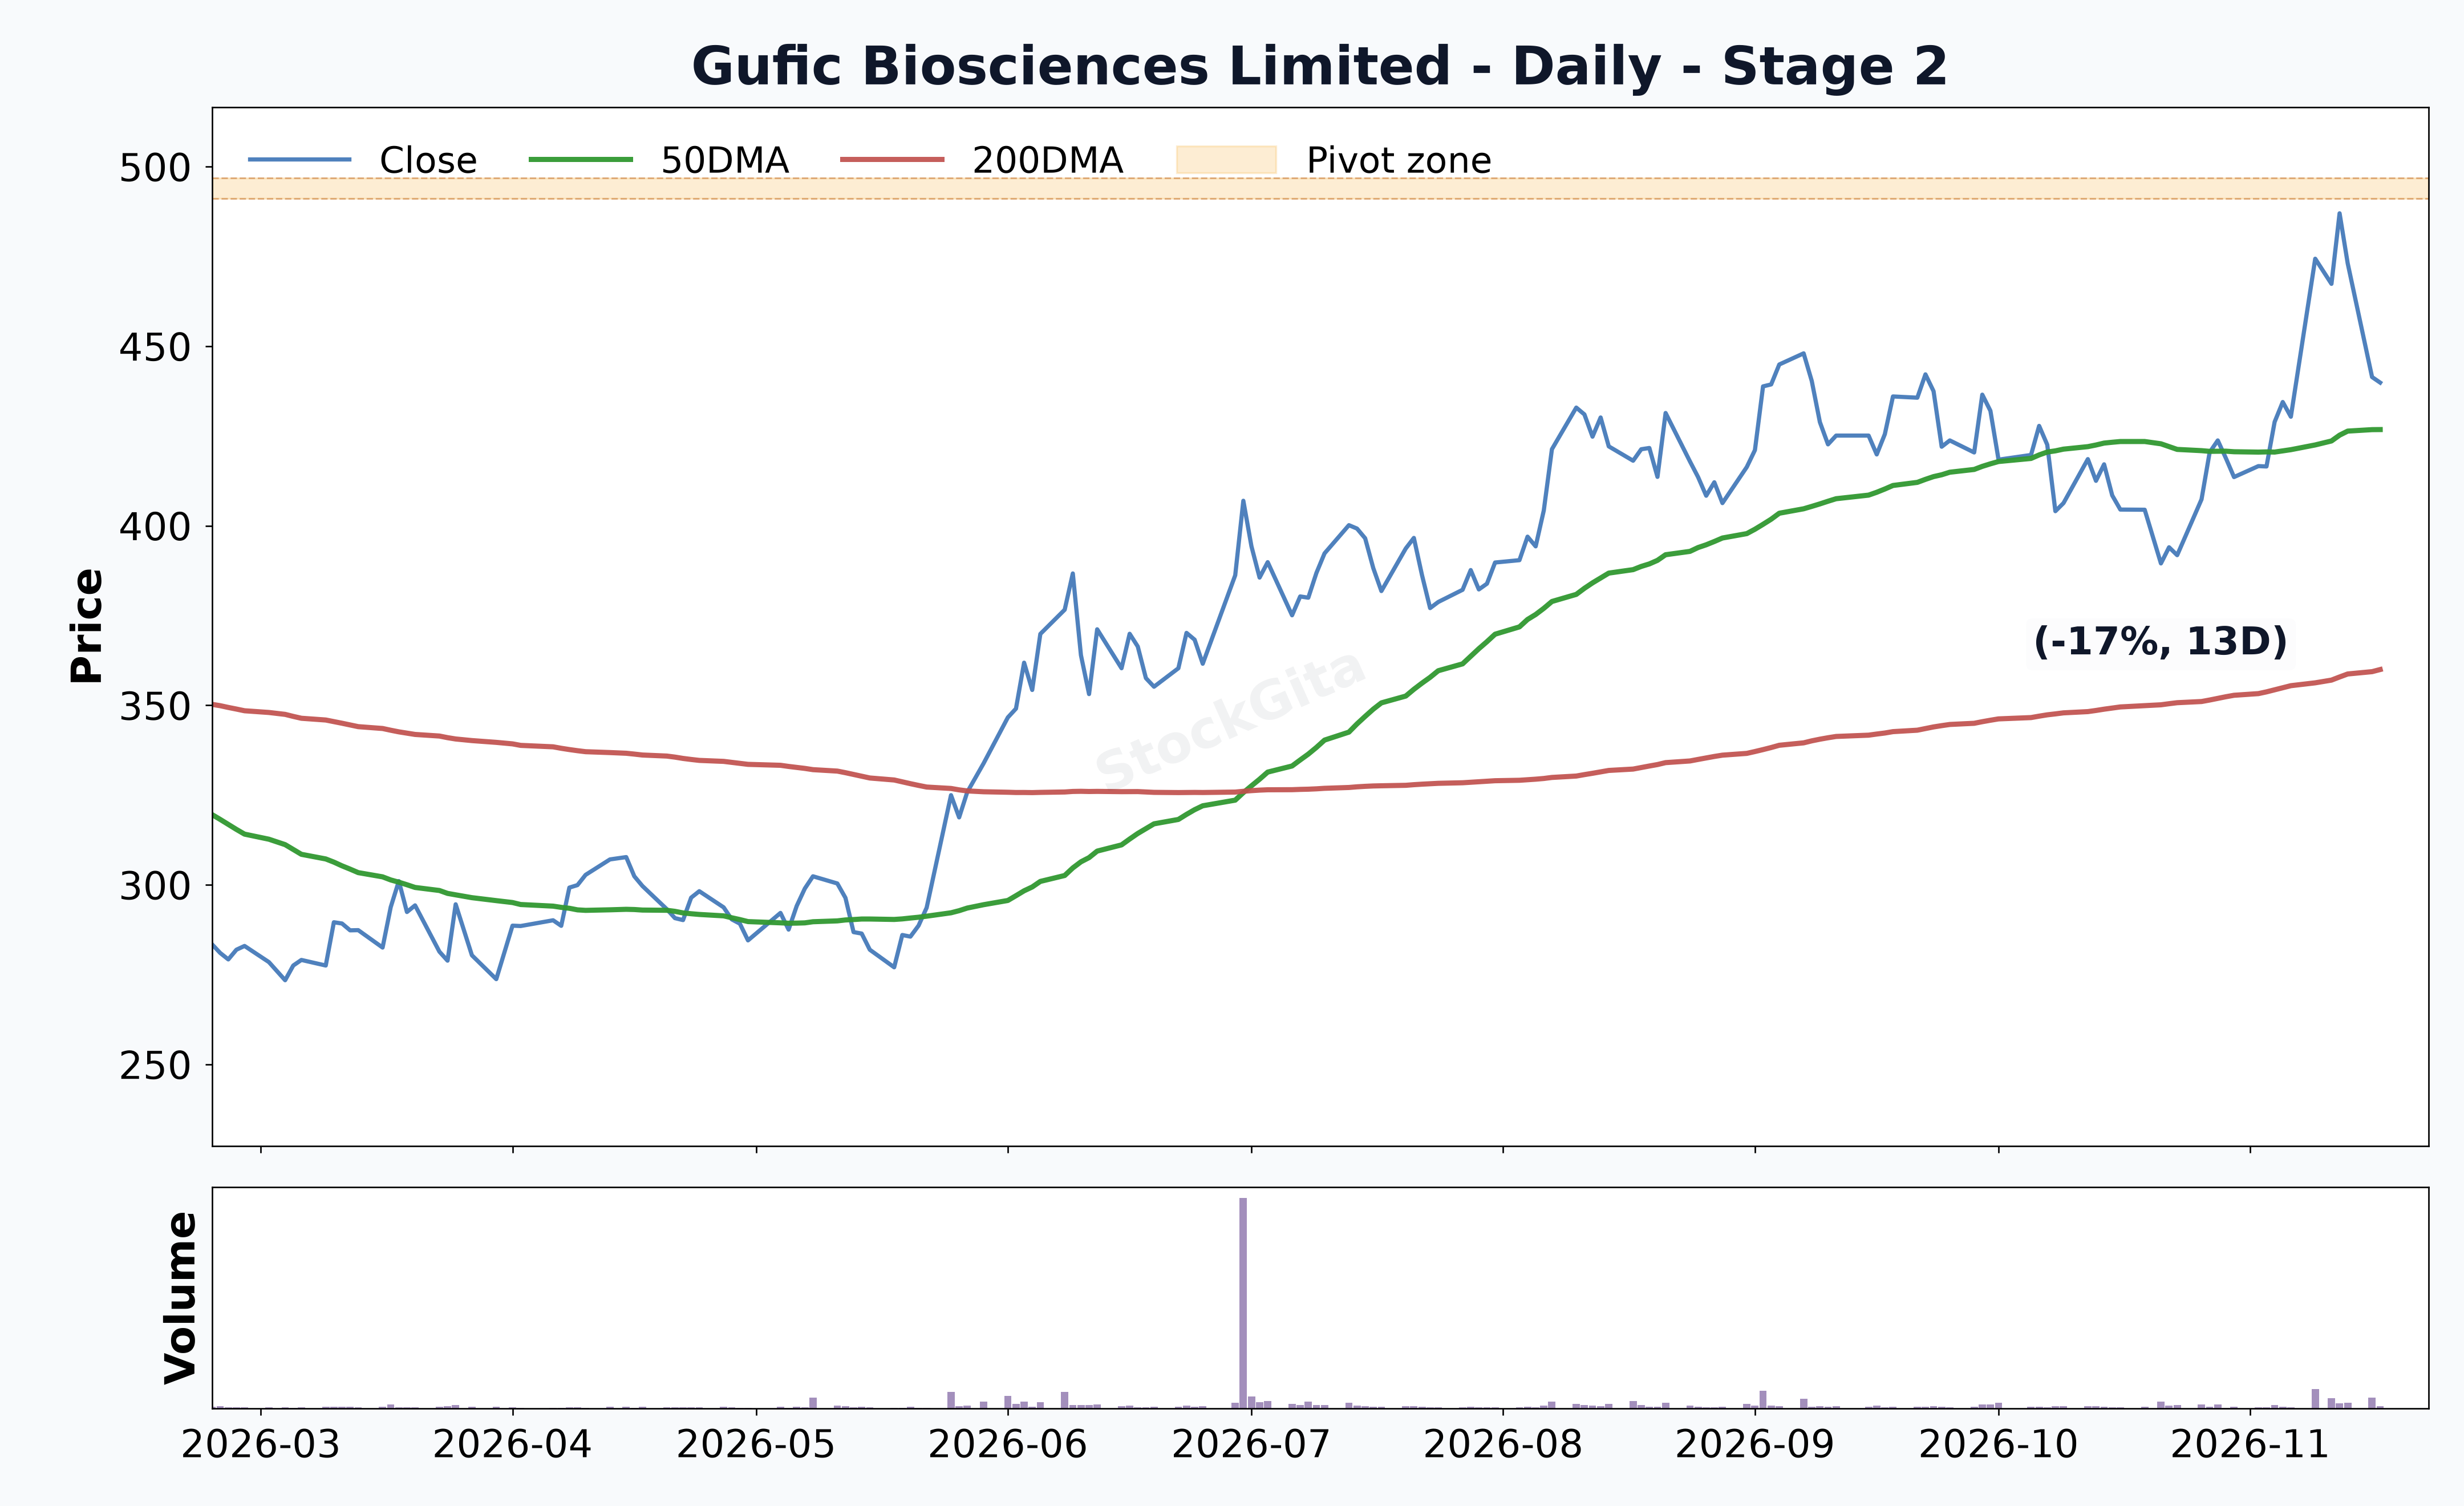 Gufic Biosciences Limited - Daily - Stage 2
Close 50DMA 200DMA Pivot zone
500
450
400
350
300
250
Price
(-17%, 13D)
StockGita
Volume
2026-03 2026-04 2026-05 2026-06 2026-07 2026-08 2026-09 2026-10 2026-11